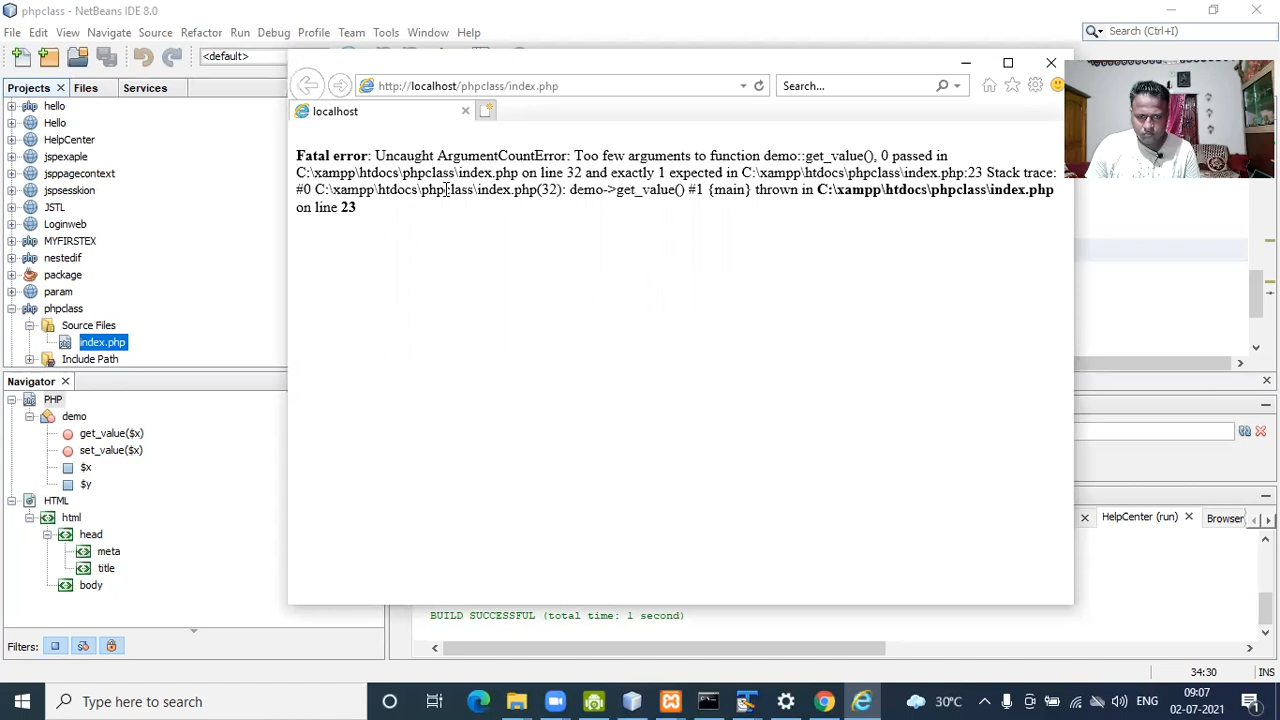 phpclass - NetBeans IDE 8.0
File Edit View Navigate Source Refactor Run Debug Profile Team Tools Window Help
Search (Ctrl+I)
<default>
Projects Files Services
hello
Hello
HelpCenter
jspexaple
jsppagecontext
jspsession
JSTL
Loginweb
MYFIRSTEX
nestedif
package
param
phpclass
Source Files
index.php
Include Path
Navigator
PHP
demo
get_value($x)
set_value($x)
$x
$y
HTML
html
head
meta
title
body
Filters:
http://localhost/phpclass/index.php
Search...
localhost
Fatal error: Uncaught ArgumentCountError: Too few arguments to function demo::get_value(), 0 passed in
C:\xampp\htdocs\phpclass\index.php on line 32 and exactly 1 expected in C:\xampp\htdocs\phpclass\index.php:23 Stack trace:
#0 C:\xampp\htdocs\phpclass\index.php(32): demo->get_value() #1 {main} thrown in C:\xampp\htdocs\phpclass\index.php
on line 23
HelpCenter (run) Browser
BUILD SUCCESSFUL (total time: 1 second)
34:30 INS
Type here to search
30°C
ENG
09:07
02-07-2021
1